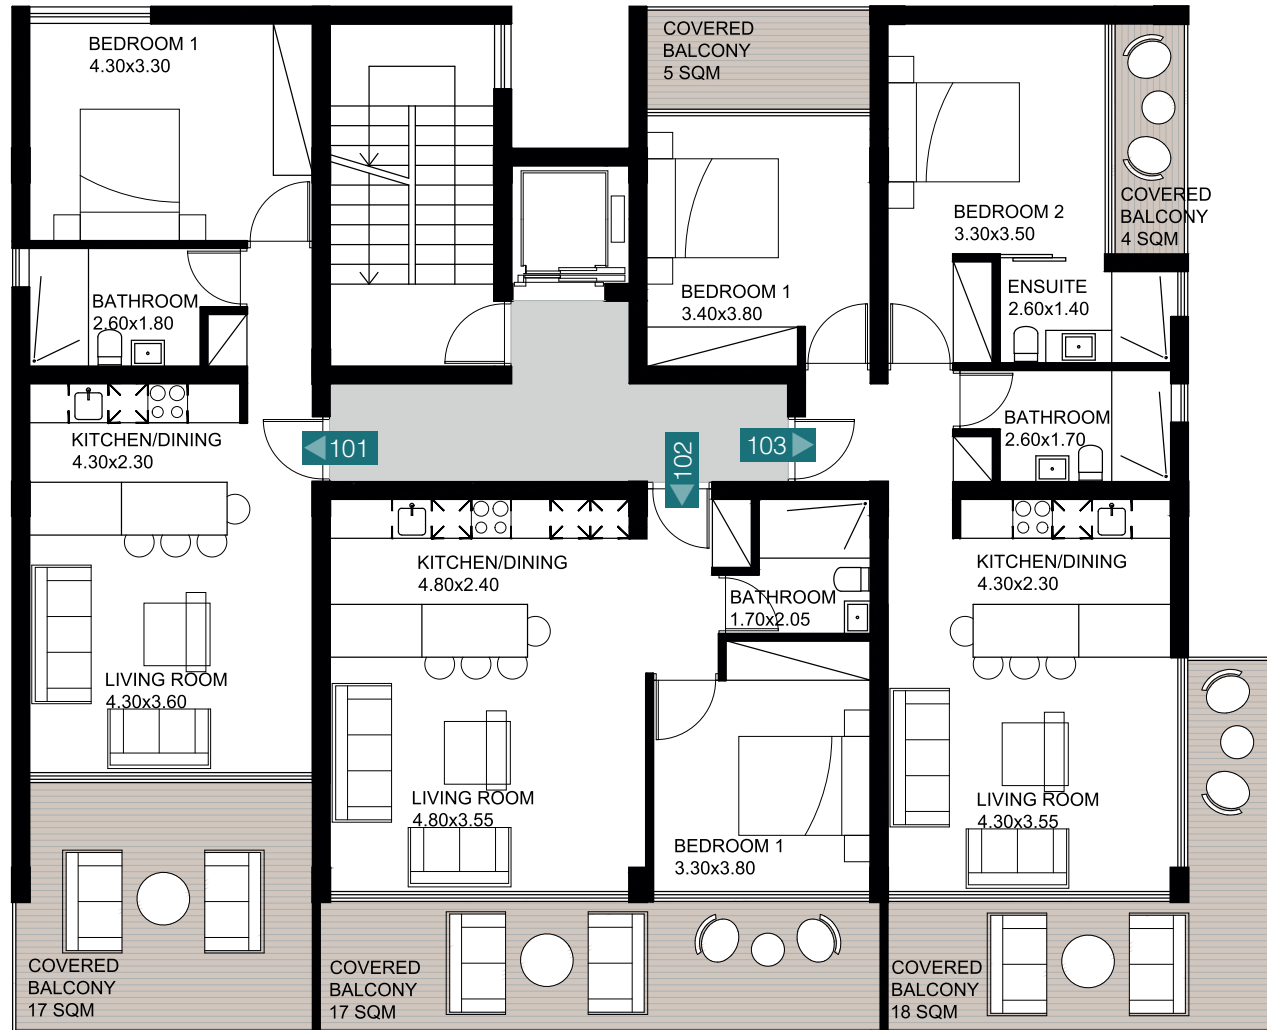 BEDROOM 1
4.30x3.30
COVERED
BALCONY
5 SQM
COVERED
BALCONY
4 SQM
BEDROOM 2
3.30x3.50
BEDROOM 1
3.40x3.80
ENSUITE
2.60x1.40
BATHROOM
2.60x1.80
KITCHEN/DINING
4.30x2.30
101
102
103
BATHROOM
2.60x1.70
KITCHEN/DINING
4.80x2.40
BATHROOM
1.70x2.05
KITCHEN/DINING
4.30x2.30
LIVING ROOM
4.30x3.60
LIVING ROOM
4.80x3.55
BEDROOM 1
3.30x3.80
LIVING ROOM
4.30x3.55
COVERED
BALCONY
17 SQM
COVERED
BALCONY
17 SQM
COVERED
BALCONY
18 SQM